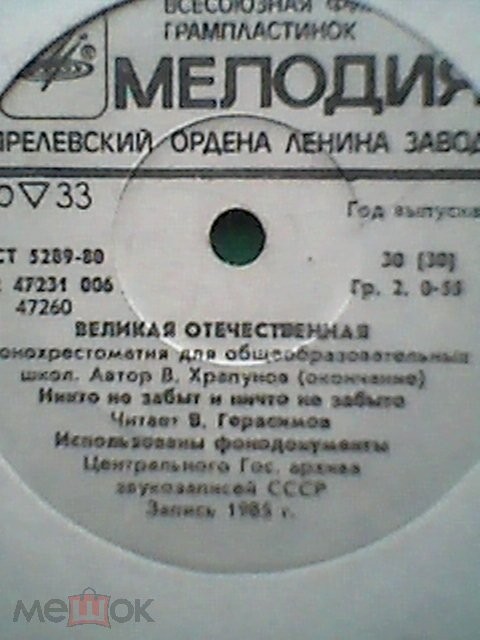 ВСЕСОЮЗНАЯ
ГРАМПЛАСТИНОК
МЕЛОДИЯ
ПРЕЛЕВСКИЙ ОРДЕНА ЛЕНИНА ЗАВОД
▽ 33
Год выпуска
СТ 5289-80
30 [30]
47231 006
Гр. 2. 0-55
47260
ВЕЛИКАЯ ОТЕЧЕСТВЕННАЯ
онохрестоматия для общеобразовательных
школ. Автор В. Храпунов (окончание)
Никто не забыт и ничто не забыто
Читает В. Герасимов
Использованы фонодокументы
Центрального Гос. архива
звукозаписей СССР
Запись 1985 г.
мешок